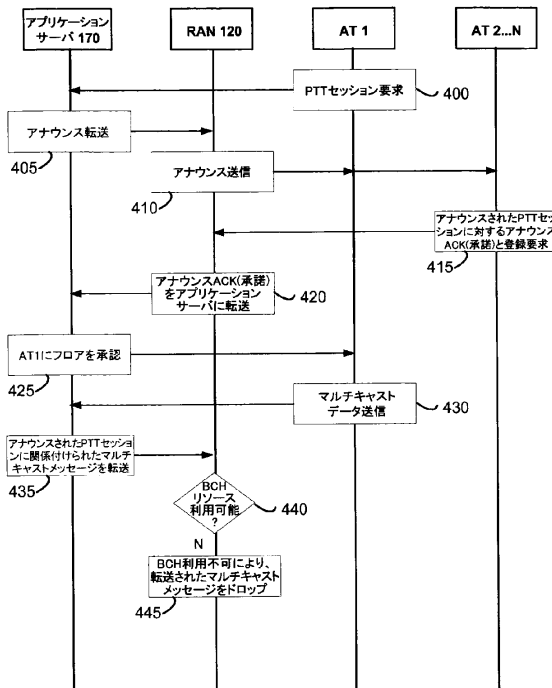 アプリケーション
サーバ 170
RAN 120
AT 1
AT 2...N
PTTセッション要求
400
アナウンス転送
405
アナウンス送信
410
アナウンスされたPTTセッ
ションに対するアナウンス
ACK(承諾)と登録要求
415
アナウンスACK(承諾)
をアプリケーション
サーバに転送
420
AT1にフロアを承認
425
マルチキャスト
データ送信
430
アナウンスされたPTTセッショ
ンに関係付けられたマルチ
キャストメッセージを転送
435
BCH
リソース
利用可能
?
440
N
BCH利用不可により、
転送されたマルチキャスト
メッセージをドロップ
445